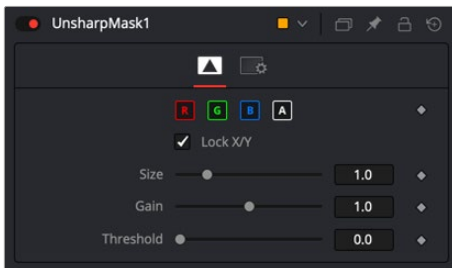 UnsharpMask1
R G B A
Lock X/Y
Size 1.0
Gain 1.0
Threshold 0.0